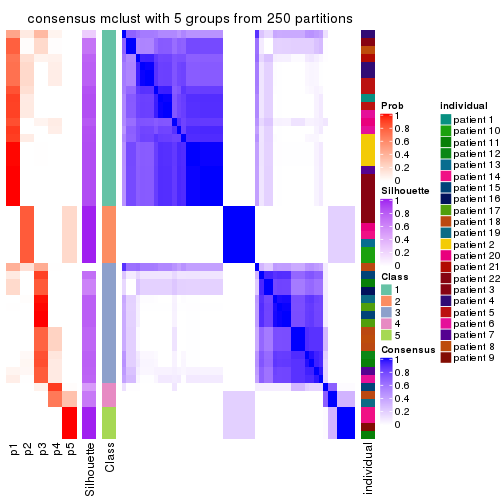 consensus mclust with 5 groups from 250 partitions
Prob
1
0.8
0.6
0.4
0.2
0
Silhouette
1
0.8
0.6
0.4
0.2
0
Class
1
2
3
4
5
Consensus
1
0.8
0.6
0.4
0.2
0
individual
patient 1
patient 10
patient 11
patient 12
patient 13
patient 14
patient 15
patient 16
patient 17
patient 18
patient 19
patient 2
patient 20
patient 21
patient 22
patient 3
patient 4
patient 5
patient 6
patient 7
patient 8
patient 9
p1
p2
p3
p4
p5
Silhouette
Class
individual